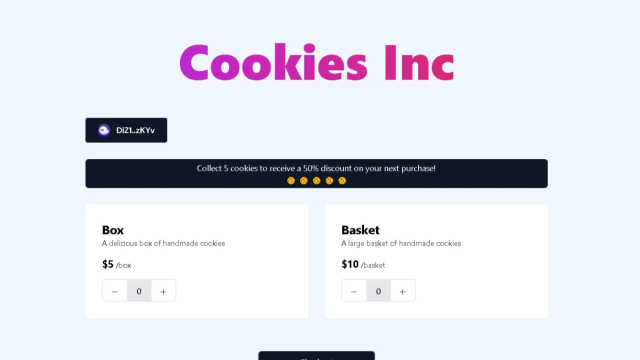 Cookies Inc
DiZ1..zKYv
Collect 5 cookies to receive a 50% discount on your next purchase!
Box
A delicious box of handmade cookies
$5 /box
− 0 +
Basket
A large basket of handmade cookies
$10 /basket
− 0 +